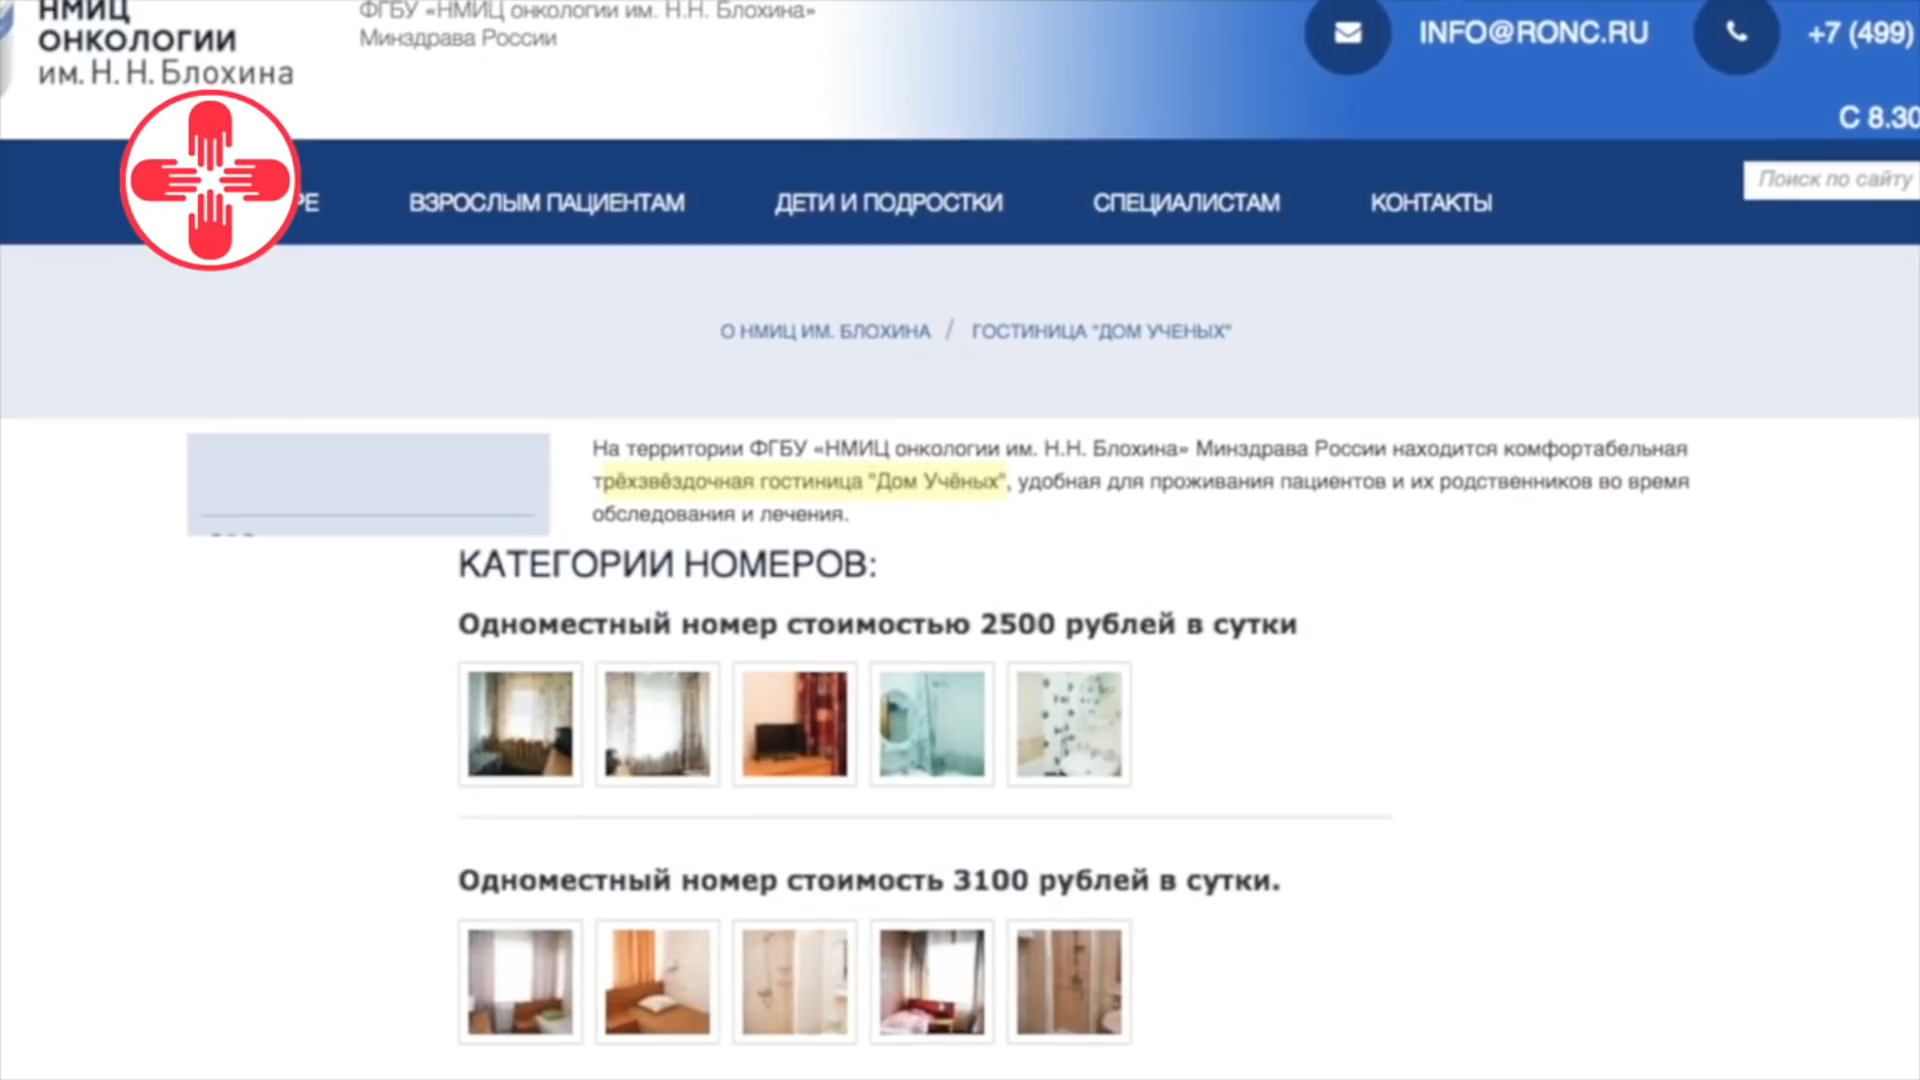 НМИЦ
ОНКОЛОГИИ
им. Н. Н. Блохина
ФГБУ «НМИЦ онкологии им. Н.Н. Блохина»
Минздрава России
INFO@RONC.RU
+7 (499)
С 8.30
РЕ
ВЗРОСЛЫМ ПАЦИЕНТАМ
ДЕТИ И ПОДРОСТКИ
СПЕЦИАЛИСТАМ
КОНТАКТЫ
Поиск по сайту
О НМИЦ ИМ. БЛОХИНА / ГОСТИНИЦА "ДОМ УЧЕНЫХ"
На территории ФГБУ «НМИЦ онкологии им. Н.Н. Блохина» Минздрава России находится комфортабельная
трёхзвёздочная гостиница "Дом Учёных", удобная для проживания пациентов и их родственников во время
обследования и лечения.
КАТЕГОРИИ НОМЕРОВ:
Одноместный номер стоимостью 2500 рублей в сутки
Одноместный номер стоимость 3100 рублей в сутки.